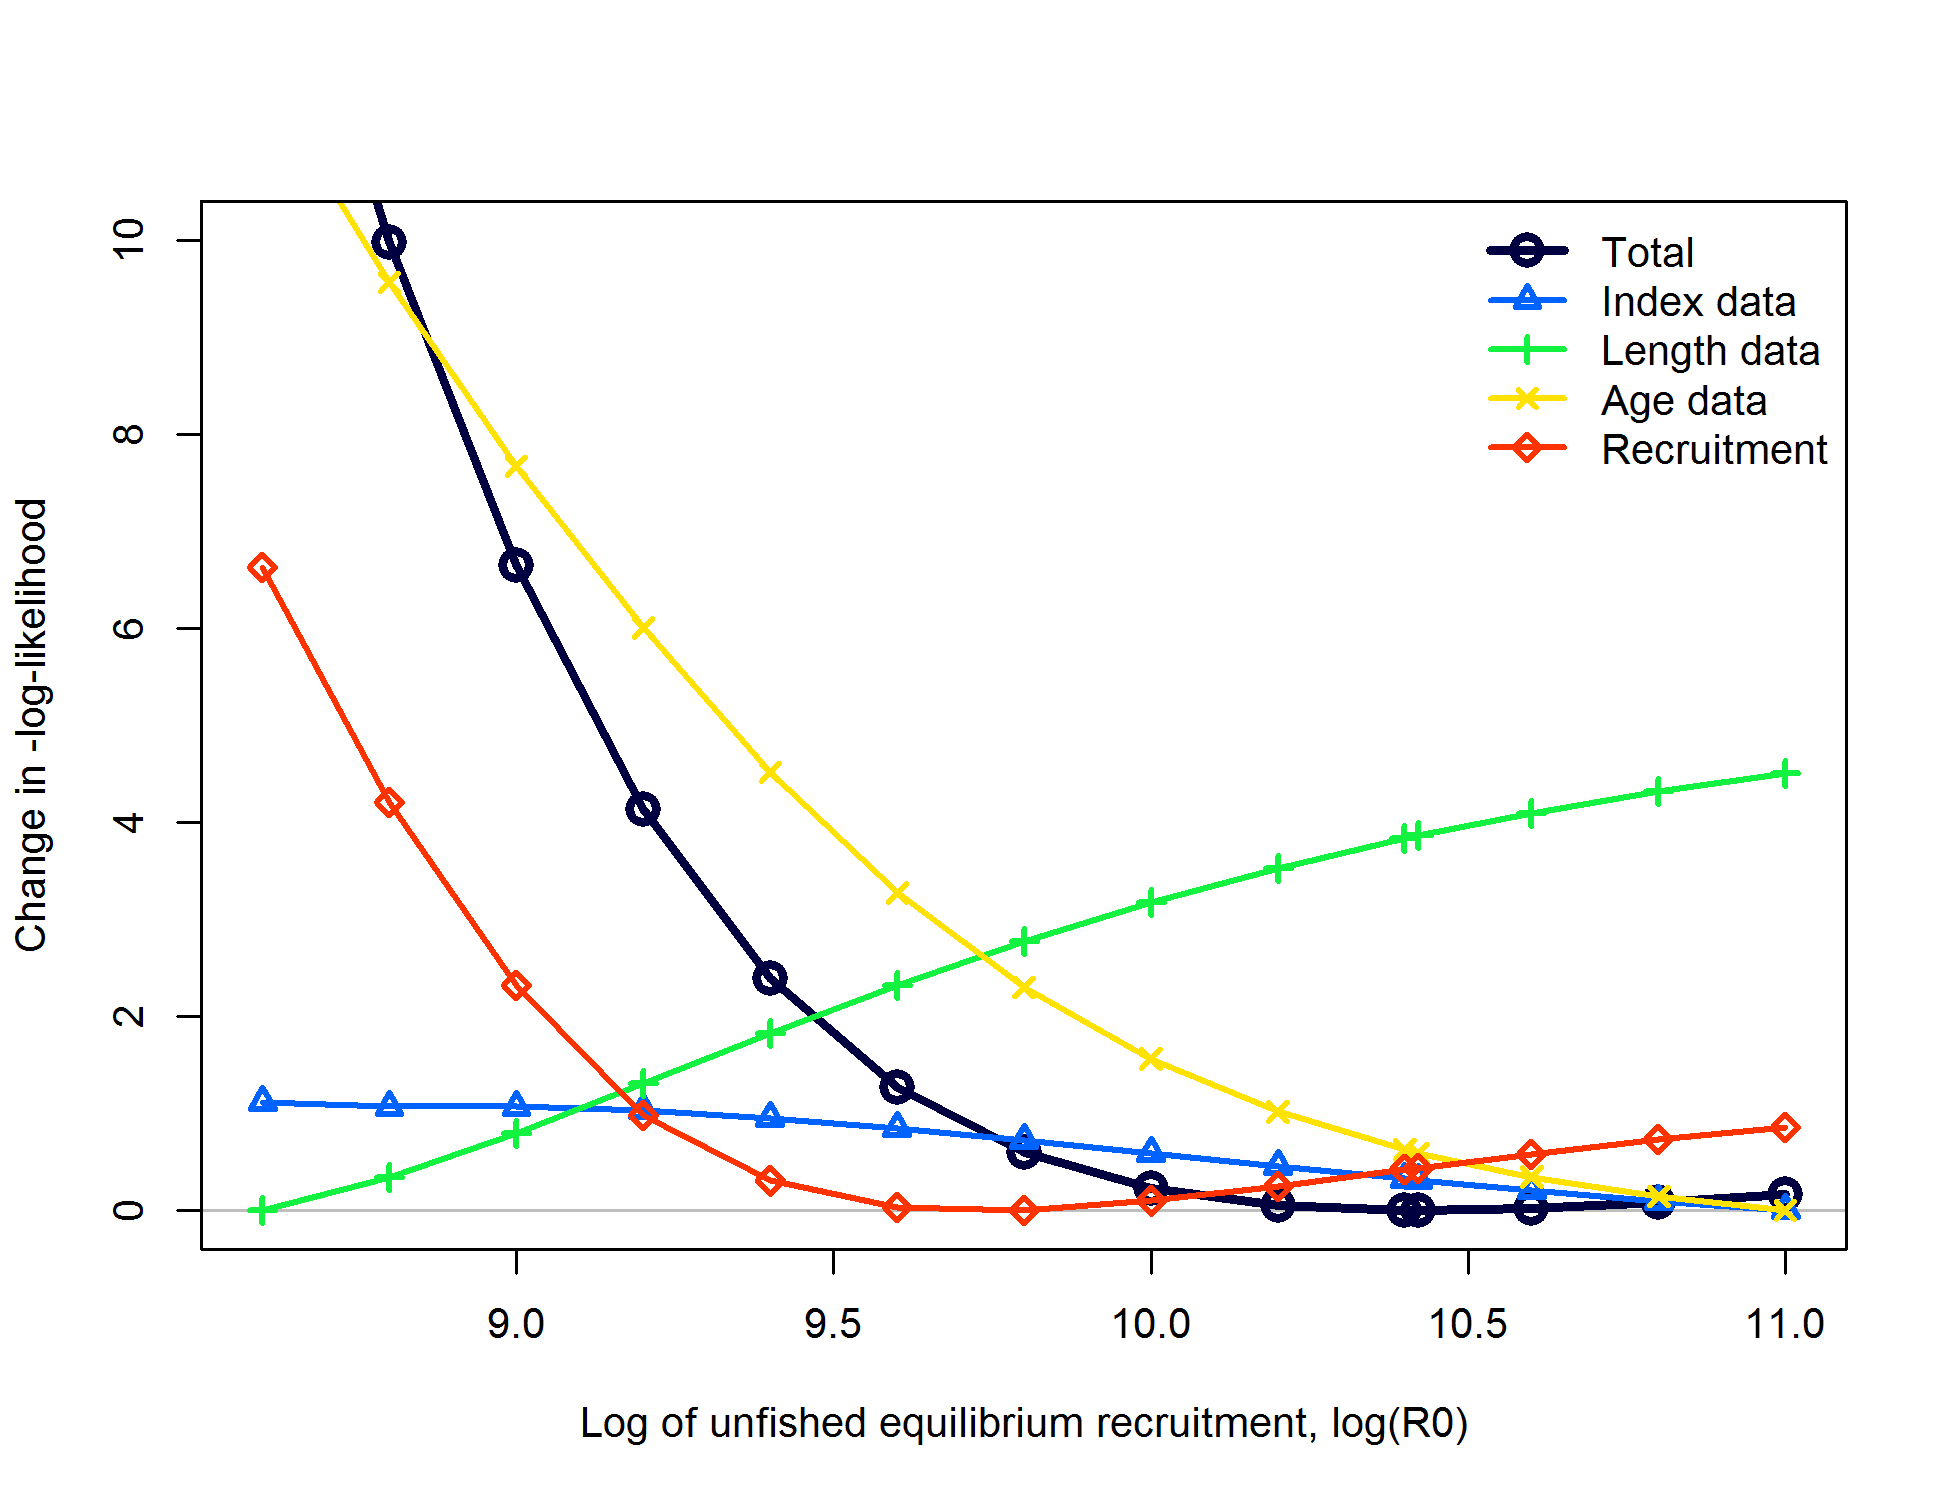 Total
Index data
Length data
Age data
Recruitment
Change in -log-likelihood
10
8
6
4
2
0
9.0 9.5 10.0 10.5 11.0
Log of unfished equilibrium recruitment, log(R0)